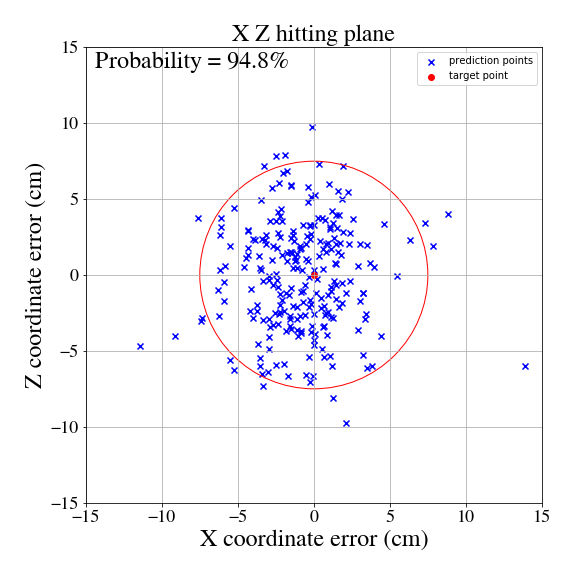 X Z hitting plane
Probability = 94.8%
prediction points
target point
15
10
5
0
−5
−10
−15
Z coordinate error (cm)
−15 −10 −5 0 5 10 15
X coordinate error (cm)